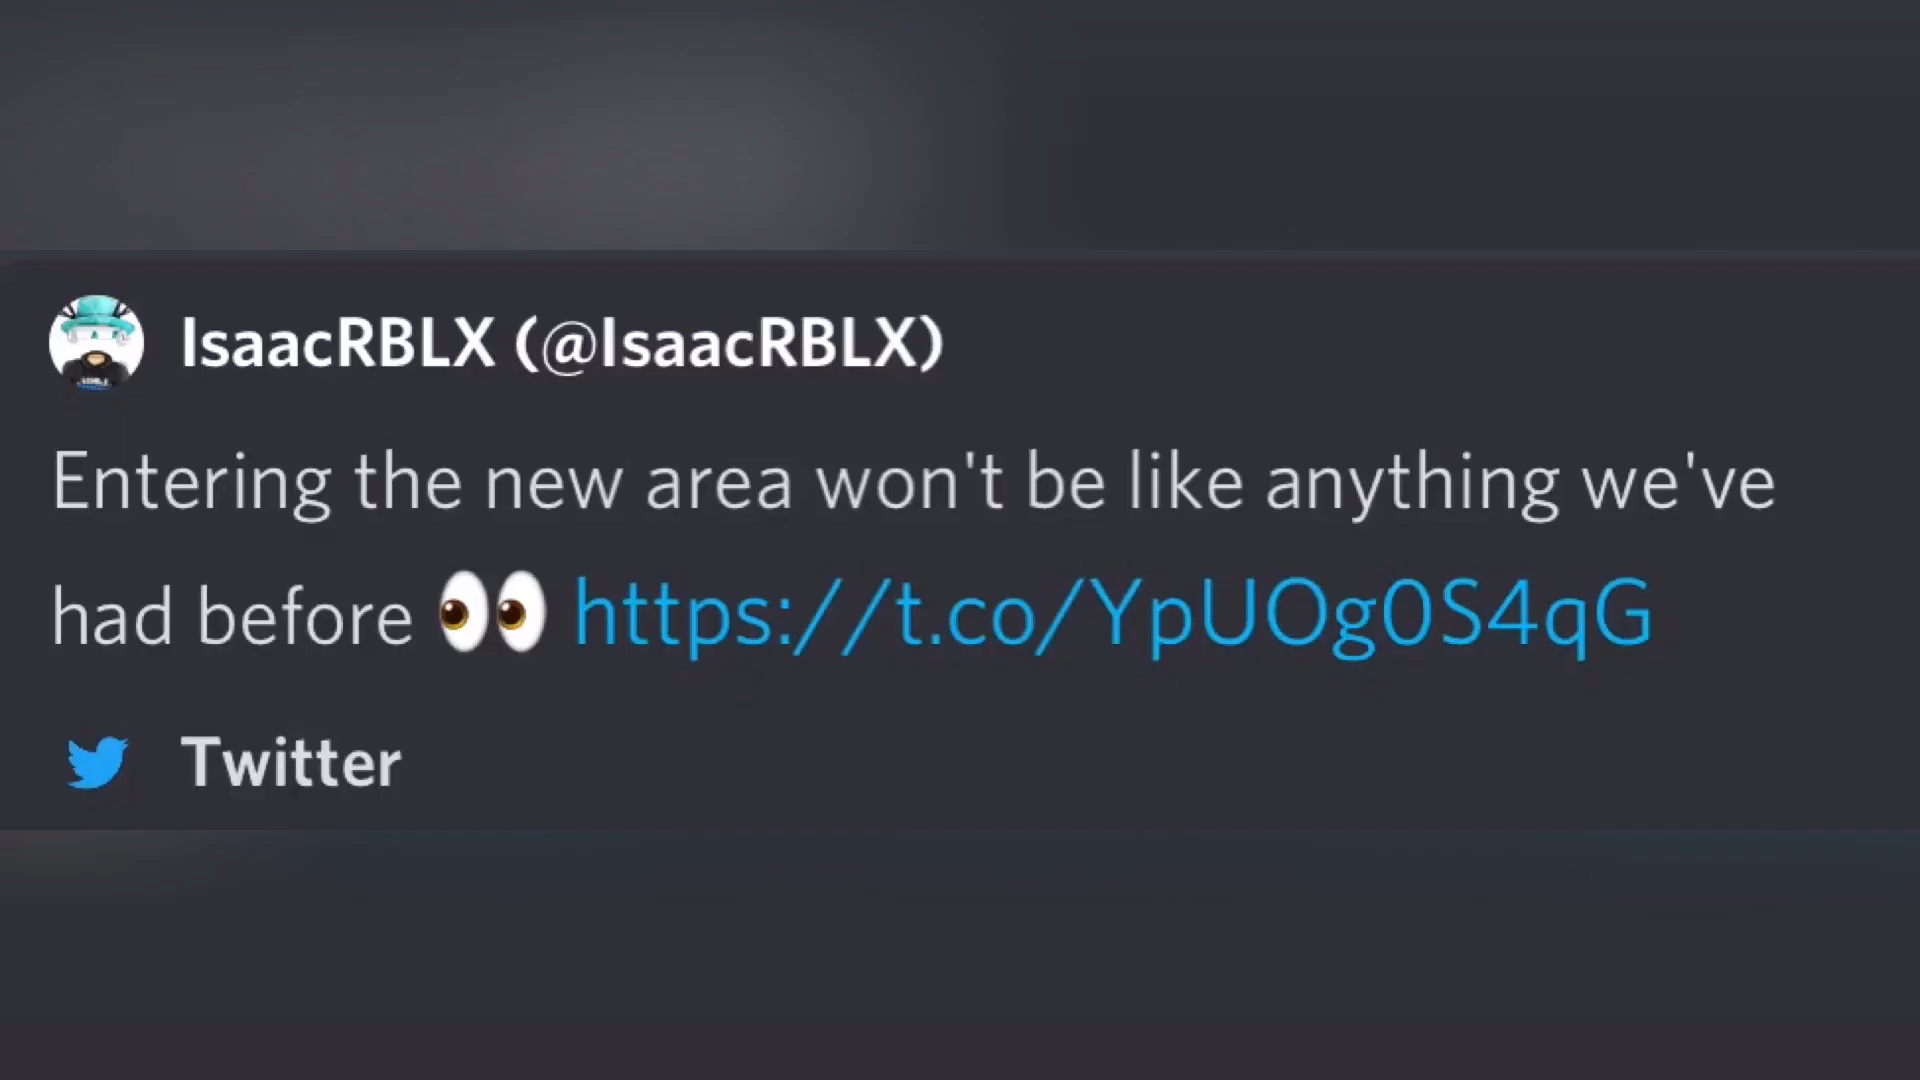 IsaacRBLX (@IsaacRBLX)
Entering the new area won't be like anything we've
had before 👀 https://t.co/YpUOg0S4qG
Twitter